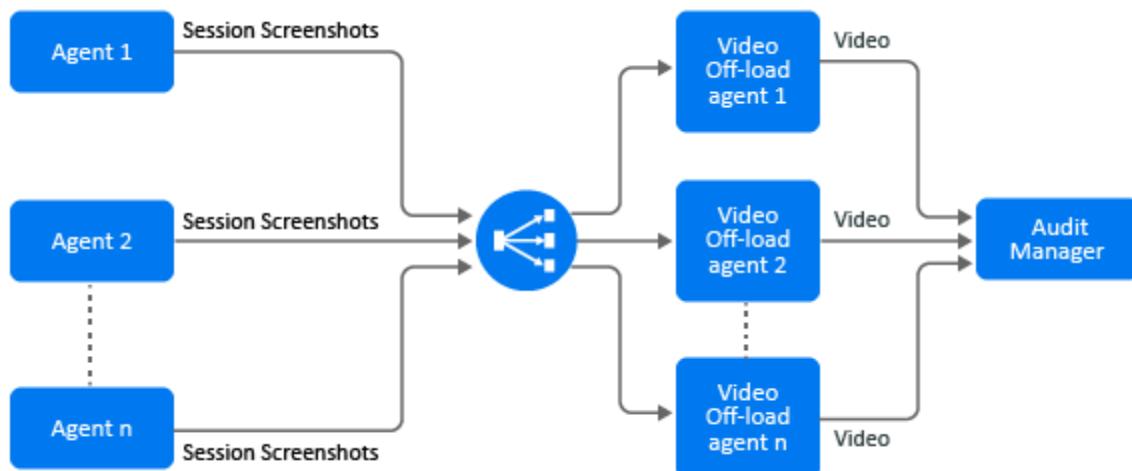 Agent 1
Session Screenshots
Video
Off-load
agent 1
Video
Agent 2
Session Screenshots
Video
Off-load
agent 2
Video
Audit
Manager
Agent n
Session Screenshots
Video
Off-load
agent n
Video